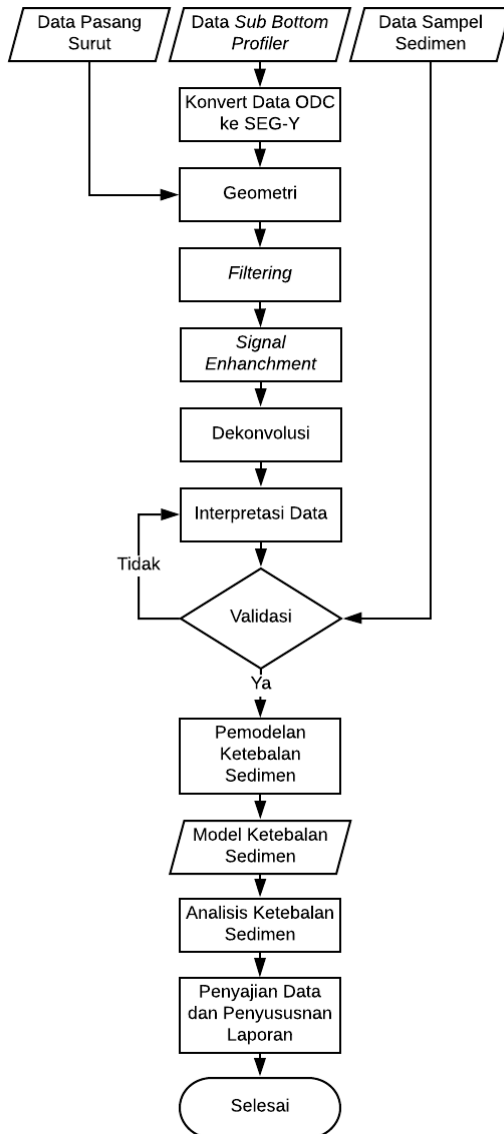 Data Pasang
Surut
Data Sub Bottom
Profiler
Data Sampel
Sedimen
Konvert Data ODC
ke SEG-Y
Geometri
Filtering
Signal
Enhanchment
Dekonvolusi
Interpretasi Data
Tidak
Validasi
Ya
Pemodelan
Ketebalan
Sedimen
Model Ketebalan
Sedimen
Analisis Ketebalan
Sedimen
Penyajian Data
dan Penyususnan
Laporan
Selesai